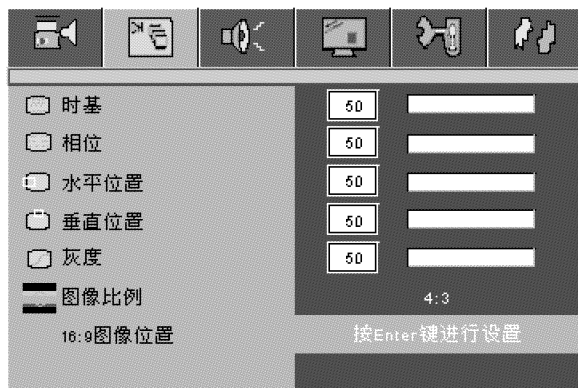 时基 50
相位 50
水平位置 50
垂直位置 50
灰度 50
图像比例 4:3
16:9图像位置 按Enter键进行设置